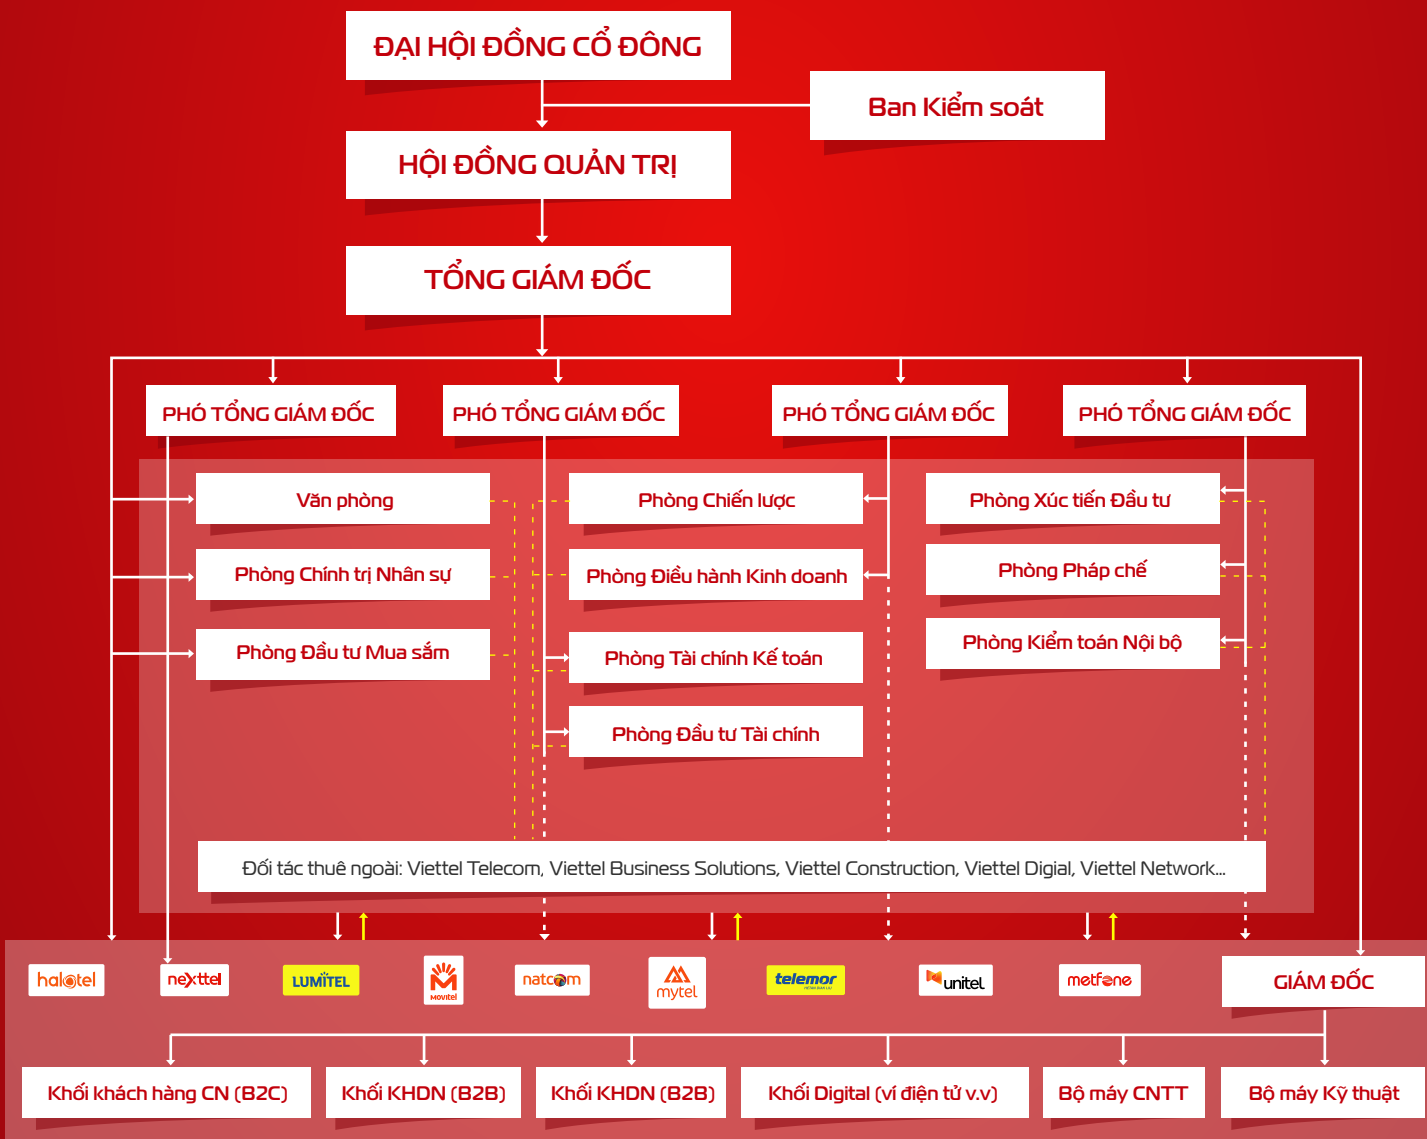 ĐẠI HỘI ĐỒNG CỔ ĐÔNG
Ban Kiểm soát
HỘI ĐỒNG QUẢN TRỊ
TỔNG GIÁM ĐỐC
PHÓ TỔNG GIÁM ĐỐC
PHÓ TỔNG GIÁM ĐỐC
PHÓ TỔNG GIÁM ĐỐC
PHÓ TỔNG GIÁM ĐỐC
Văn phòng
Phòng Chiến lược
Phòng Xúc tiến Đầu tư
Phòng Chính trị Nhân sự
Phòng Điều hành Kinh doanh
Phòng Pháp chế
Phòng Đầu tư Mua sắm
Phòng Tài chính Kế toán
Phòng Kiểm toán Nội bộ
Phòng Đầu tư Tài chính
Đối tác thuê ngoài: Viettel Telecom, Viettel Business Solutions, Viettel Construction, Viettel Digial, Viettel Network...
halotel
nexttel
LUMITEL
Movitel
natcom
mytel
telemor
unitel
metfone
GIÁM ĐỐC
Khối khách hàng CN (B2C)
Khối KHDN (B2B)
Khối KHDN (B2B)
Khối Digital (ví điện tử v.v)
Bộ máy CNTT
Bộ máy Kỹ thuật